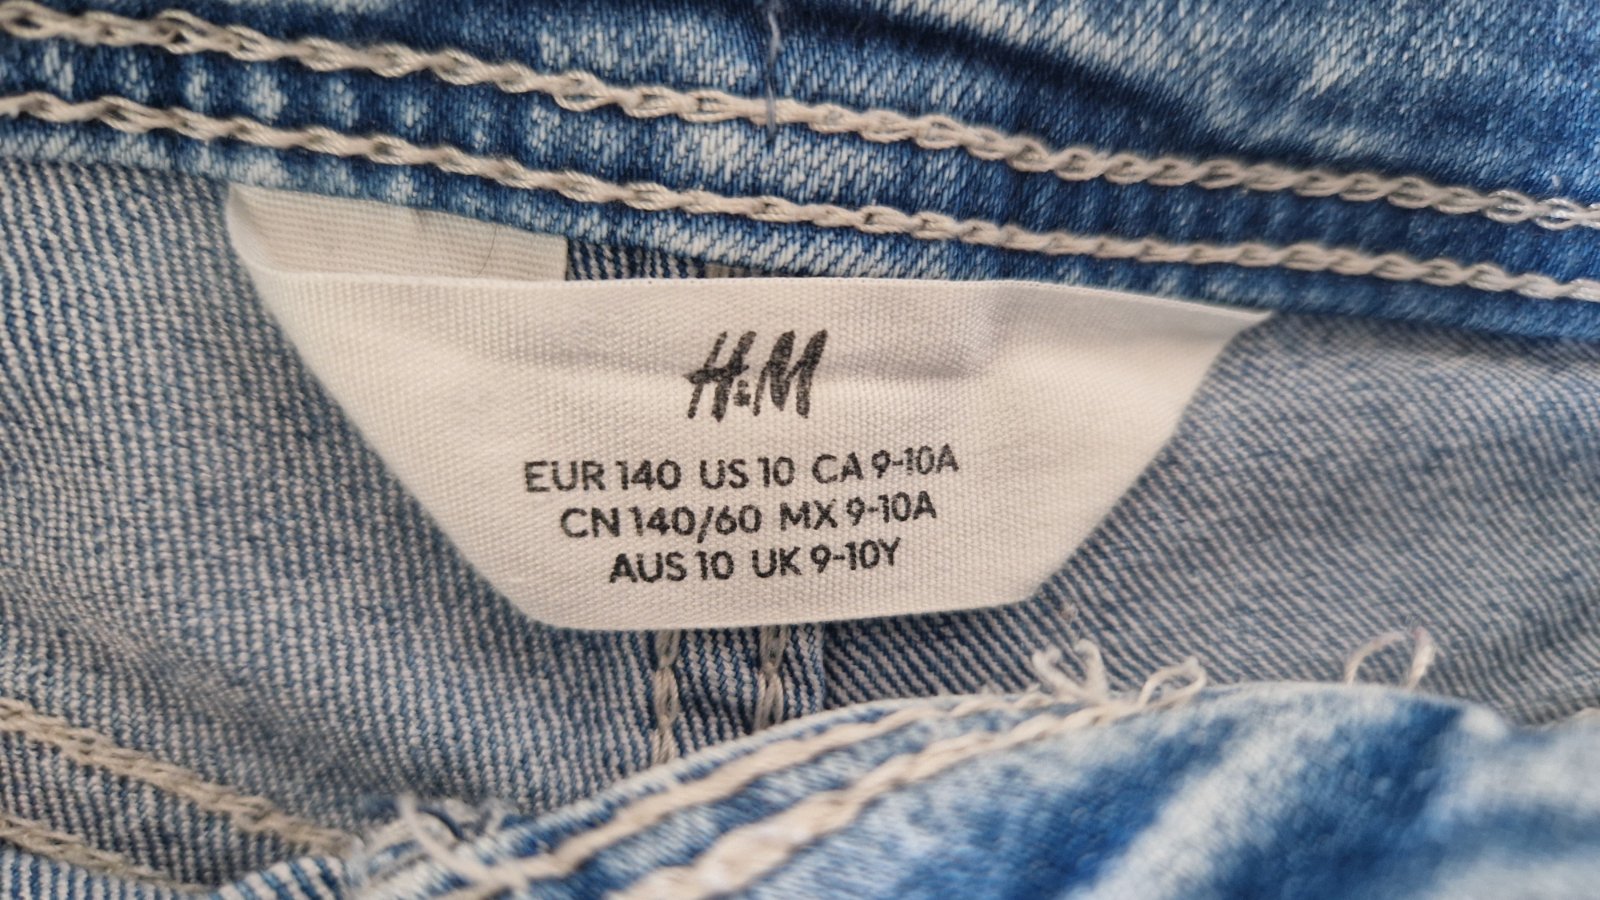 H&M
EUR 140 US 10 CA 9-10A
CN 140/60 MX 9-10A
AUS 10 UK 9-10Y